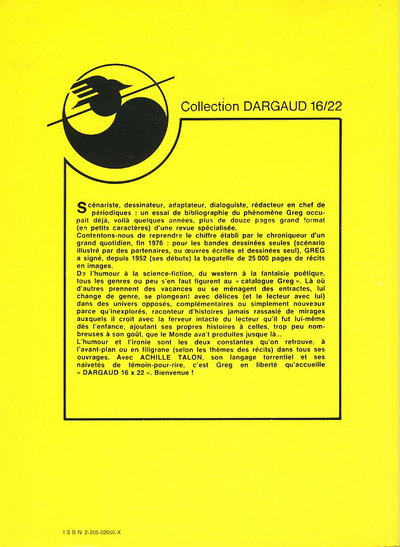 Collection DARGAUD 16/22
Scénariste, dessinateur, adaptateur, dialoguiste, rédacteur en chef de
périodiques : un essai de bibliographie du phénomène Greg occu-
pait déjà, voilà quelques années, plus de douze pages grand format
(en petits caractères) d'une revue spécialisée.
Contentons-nous de reprendre le chiffre établi par le chroniqueur d'un
grand quotidien, fin 1976 : pour les bandes dessinées seules (scénario
illustré par des partenaires, ou œuvres écrites et dessinées seul), GREG
a signé, depuis 1952 (ses débuts) la bagatelle de 25 000 pages de récits
en images.
De l'humour à la science-fiction, du western à la fantaisie poétique,
tous les genres ou peu s'en faut figurent au « catalogue Greg ». Là où
d'autres prennent des vacances ou se ménagent des entractes, lui
change de genre, se plongeant avec délices (et le lecteur avec lui)
dans des univers opposés, complémentaires ou simplement nouveaux
parce qu'inexplorés, raconteur d'histoires jamais rassasié de mirages
auxquels il croit avec la ferveur intacte du lecteur qu'il fut lui-même
dès l'enfance, ajoutant ses propres histoires à celles, trop peu nom-
breuses à son goût, que le Monde ava't produites jusque là...
L'humour et l'ironie sont les deux constantes qu'on retrouve, à
l'avant-plan ou en filigrane (selon les thèmes des récits) dans tous ses
ouvrages. Avec ACHILLE TALON, son langage torrentiel et ses
naïvetés de témoin-pour-rire, c'est Greg en liberté qu'accueille
« DARGAUD 16 x 22 ». Bienvenue !
ISBN 2-205-02650-X